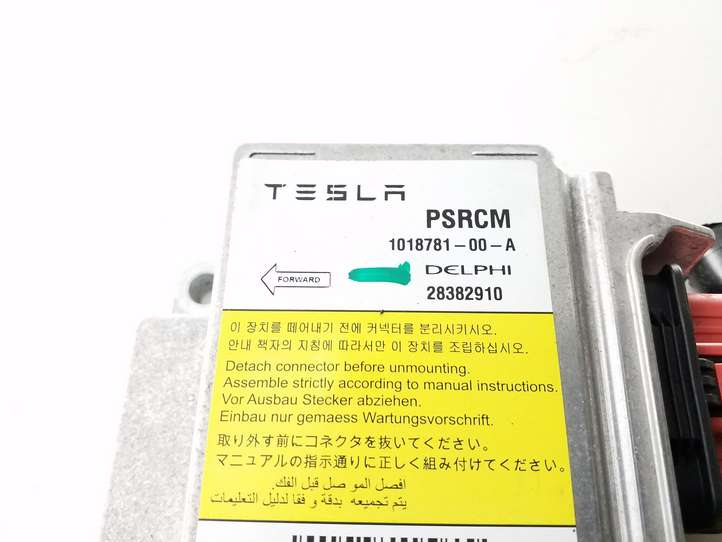 TESLA
PSRCM
1018781-00-A
FORWARD DELPHI
28382910
이 장치를 떼어내기 전에 커넥터를 분리시키시오.
안내 책자의 지침에 따라서만 이 장치를 조립하십시오.
Detach connector before unmounting.
Assemble strictly according to manual instructions.
Vor Ausbau Stecker abziehen.
Einbau nur gemaess Wartungsvorschrift.
取り外す前にコネクタを抜いてください。
マニュアルの指示通りに正しく組み付けてください。
افصل الموصل قبل الفك.
يتم تجميعه بدقة و فقا لدليل التعليمات